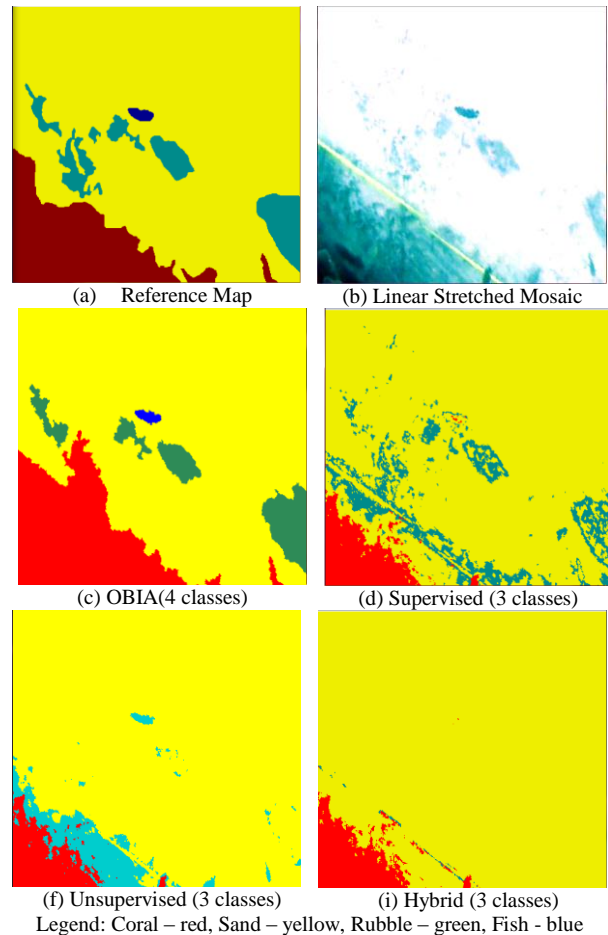 (a) Reference Map
(b) Linear Stretched Mosaic
(c) OBIA(4 classes)
(d) Supervised (3 classes)
(f) Unsupervised (3 classes)
(i) Hybrid (3 classes)
Legend: Coral – red, Sand – yellow, Rubble – green, Fish - blue